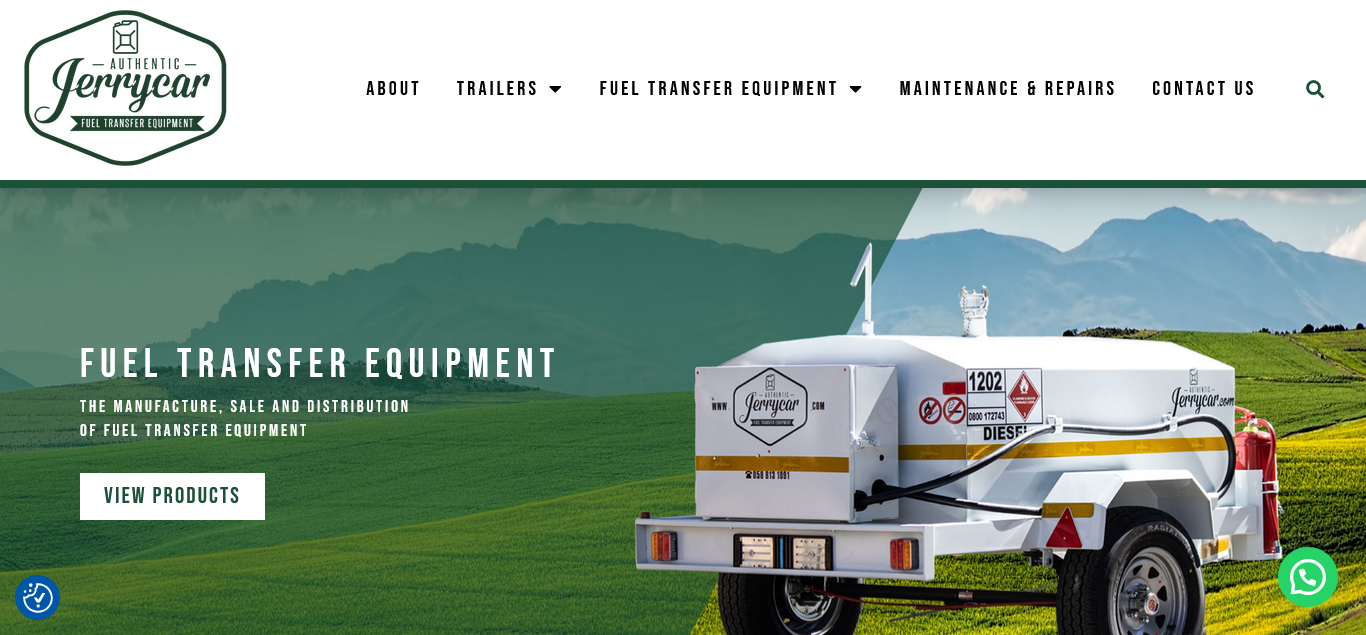 AUTHENTIC
Jerrycar
FUEL TRANSFER EQUIPMENT
ABOUT
TRAILERS
FUEL TRANSFER EQUIPMENT
MAINTENANCE & REPAIRS
CONTACT US
FUEL TRANSFER EQUIPMENT
THE MANUFACTURE, SALE AND DISTRIBUTION
OF FUEL TRANSFER EQUIPMENT
VIEW PRODUCTS
WWW.
AUTHENTIC
Jerrycar
FUEL TRANSFER EQUIPMENT
.COM
058 813 1091
1202
0800 172743
DIESEL
AUTHENTIC
Jerrycar.com
RADIAL